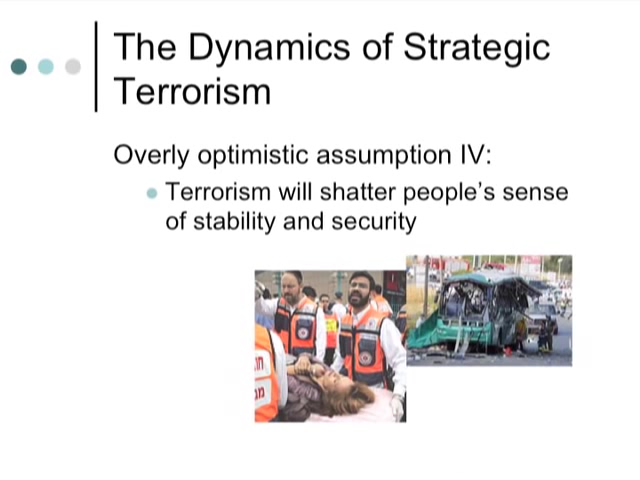 The Dynamics of Strategic
Terrorism
Overly optimistic assumption IV:
Terrorism will shatter people's sense
of stability and security